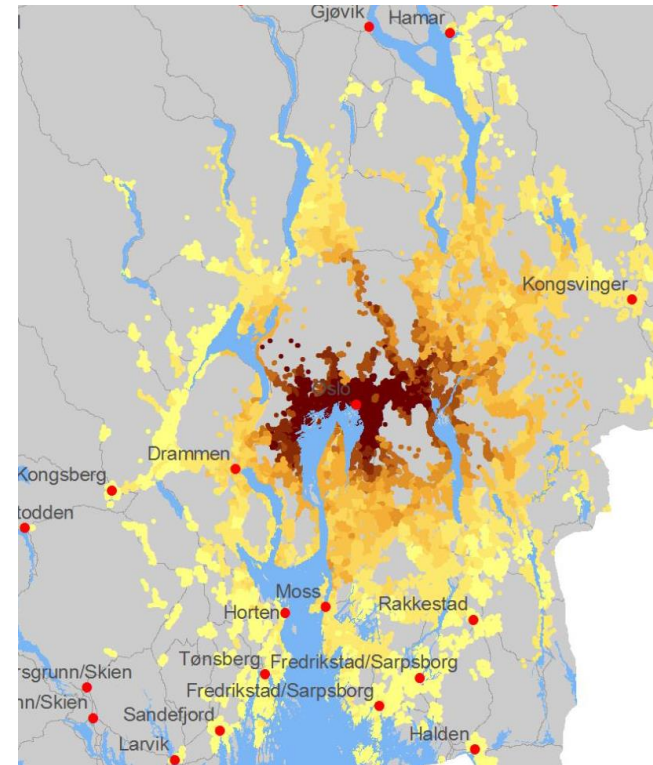 Gjøvik
Hamar
Kongsvinger
Oslo
Drammen
Kongsberg
todden
Moss
Horten
Rakkestad
Tønsberg
Fredrikstad/Sarpsborg
rsgrunn/Skien
Fredrikstad/Sarpsborg
nn/Skien
Sandefjord
Halden
Larvik